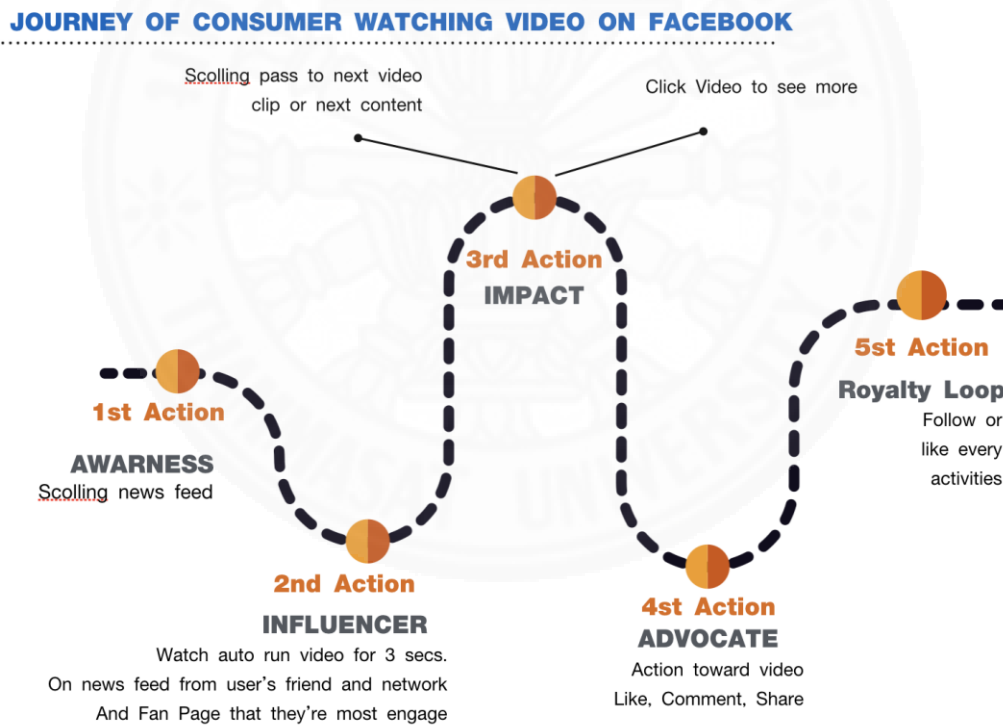 JOURNEY OF CONSUMER WATCHING VIDEO ON FACEBOOK
Scolling pass to next video
clip or next content
Click Video to see more
3rd Action
IMPACT
1st Action
AWARNESS
Scolling news feed
2nd Action
INFLUENCER
Watch auto run video for 3 secs.
On news feed from user's friend and network
And Fan Page that they're most engage
4st Action
ADVOCATE
Action toward video
Like, Comment, Share
5st Action
Royalty Loop
Follow or
like every
activities